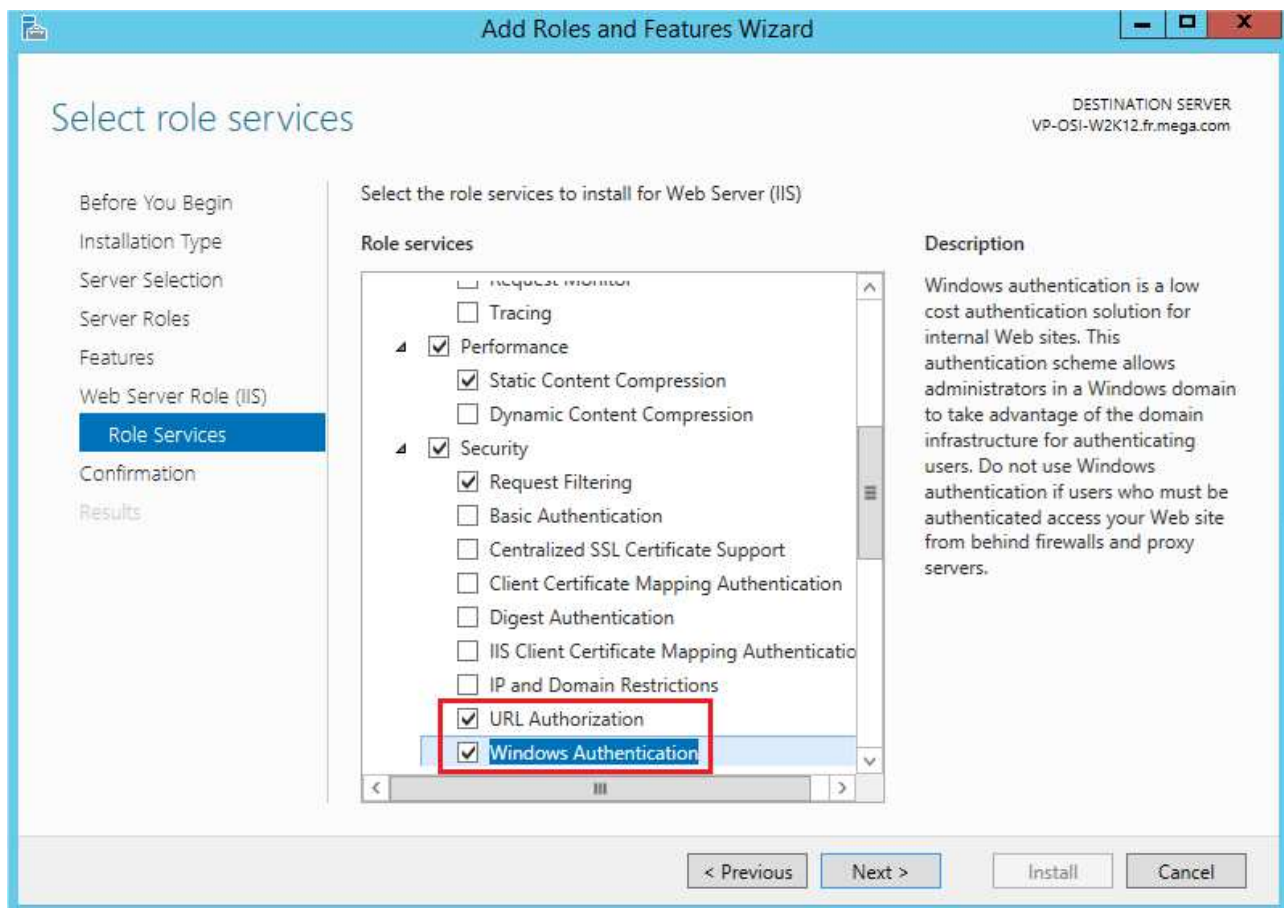 Add Roles and Features Wizard
Select role services
DESTINATION SERVER
VP-OSI-W2K12.fr.mega.com
Before You Begin
Installation Type
Server Selection
Server Roles
Features
Web Server Role (IIS)
Role Services
Confirmation
Results
Select the role services to install for Web Server (IIS)
Role services
Request Monitor
Tracing
Performance
Static Content Compression
Dynamic Content Compression
Security
Request Filtering
Basic Authentication
Centralized SSL Certificate Support
Client Certificate Mapping Authentication
Digest Authentication
IIS Client Certificate Mapping Authenticatio
IP and Domain Restrictions
URL Authorization
Windows Authentication
Description
Windows authentication is a low
cost authentication solution for
internal Web sites. This
authentication scheme allows
administrators in a Windows domain
to take advantage of the domain
infrastructure for authenticating
users. Do not use Windows
authentication if users who must be
authenticated access your Web site
from behind firewalls and proxy
servers.
< Previous
Next >
Install
Cancel